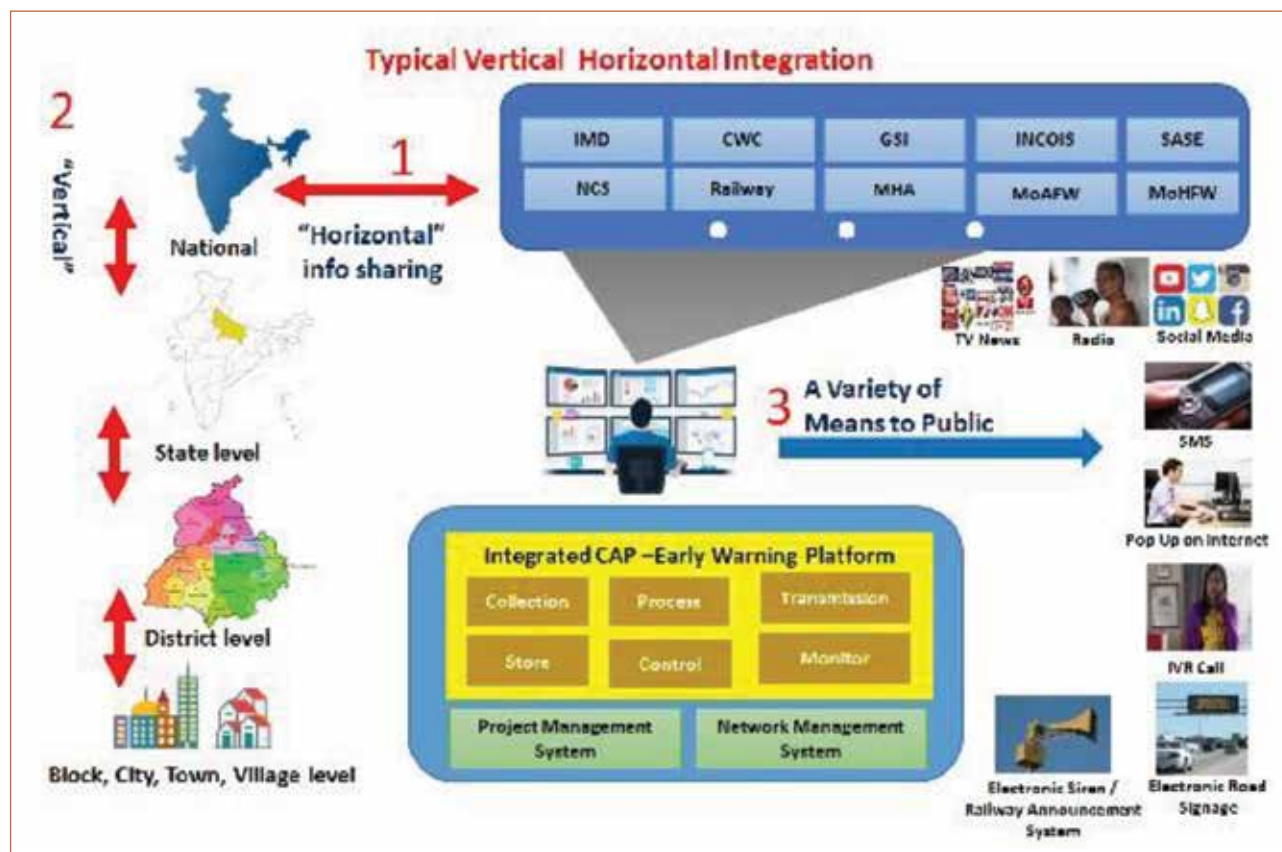 Typical Vertical Horizontal Integration
2
"Vertical"
National
1
"Horizontal"
info sharing
IMD
CWC
GSI
INCOIS
SASE
NCS
Railway
MHA
MoAFW
MoHFW
State level
District level
Block, City, Town, Village level
TV News
Radio
Social Media
3
A Variety of
Means to Public
SMS
Pop Up on Internet
IVR Call
Electronic Road
Signage
Electronic Siren /
Railway Announcement
System
Integrated CAP –Early Warning Platform
Collection
Process
Transmission
Store
Control
Monitor
Project Management
System
Network Management
System